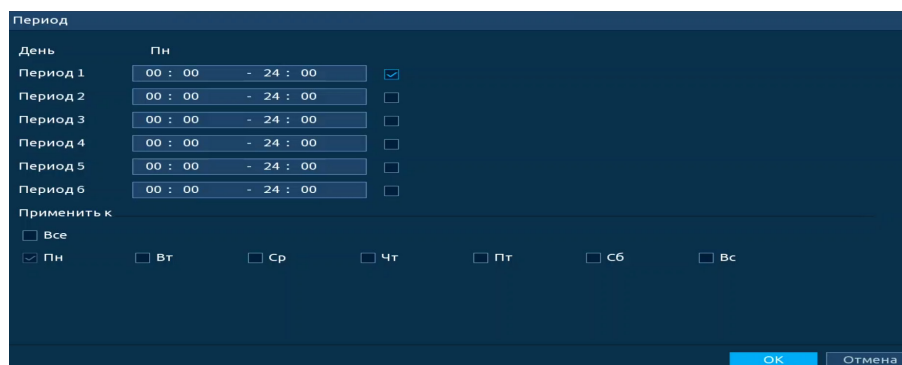 Период
День Пн
Период 1 00 : 00 - 24 : 00
Период 2 00 : 00 - 24 : 00
Период 3 00 : 00 - 24 : 00
Период 4 00 : 00 - 24 : 00
Период 5 00 : 00 - 24 : 00
Период 6 00 : 00 - 24 : 00
Применить к
Все
Пн Вт Ср Чт Пт Сб Вс
OK Отмена